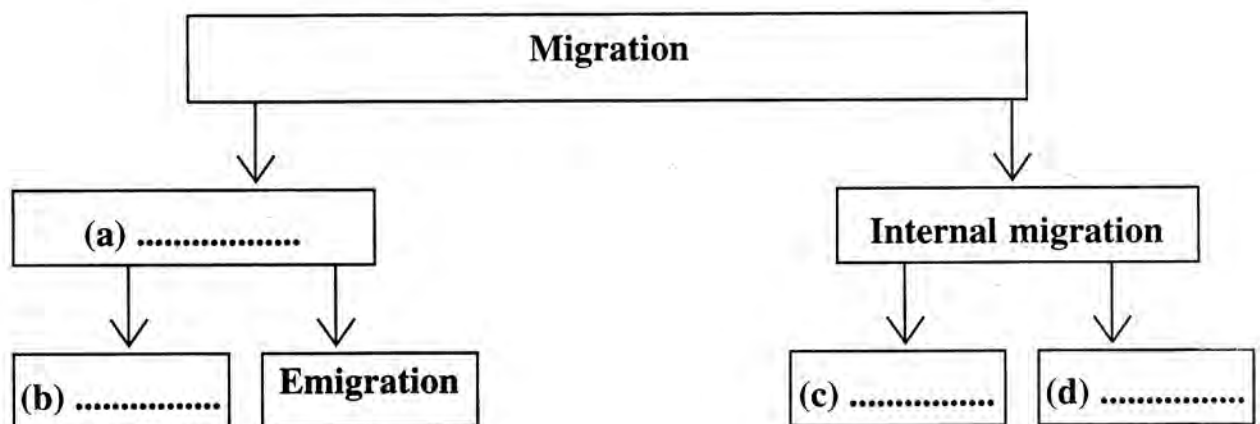 Migration
(a) ..................
Internal migration
(b) ................
Emigration
(c) ................
(d) ................